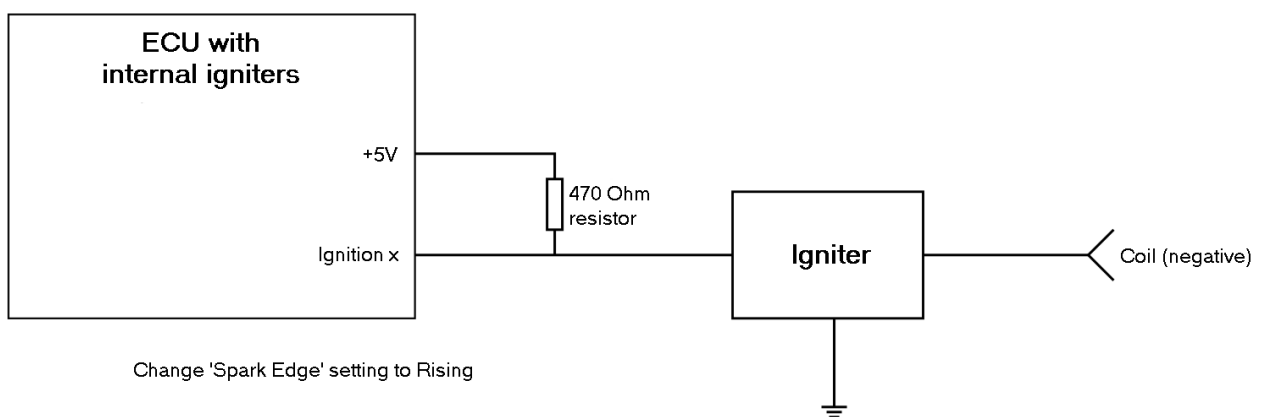 ECU with
internal igniters
+5V
470 Ohm
resistor
Ignition x
Igniter
Coil (negative)
Change 'Spark Edge' setting to Rising